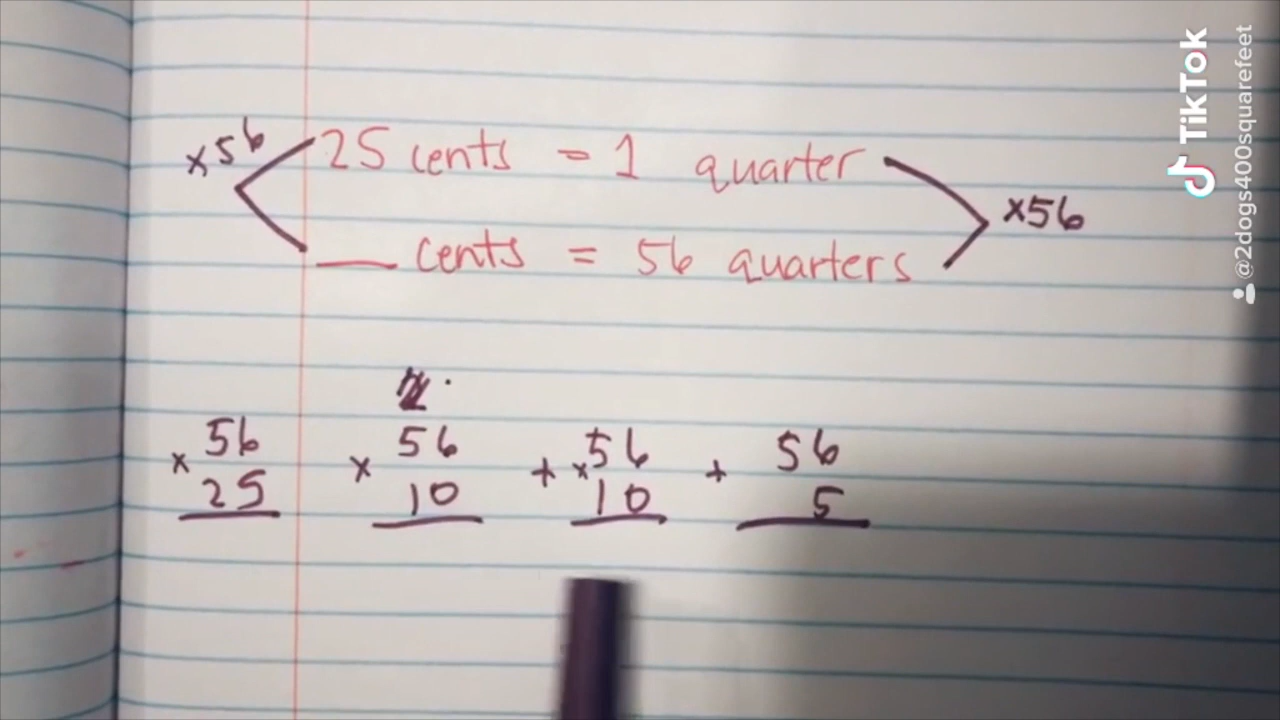 x56
25 cents = 1 quarter
x56
__ cents = 56 quarters
56 56 56 56
x 25 x 10 + x 10 + 5
TikTok
@2dogs400squarefeet